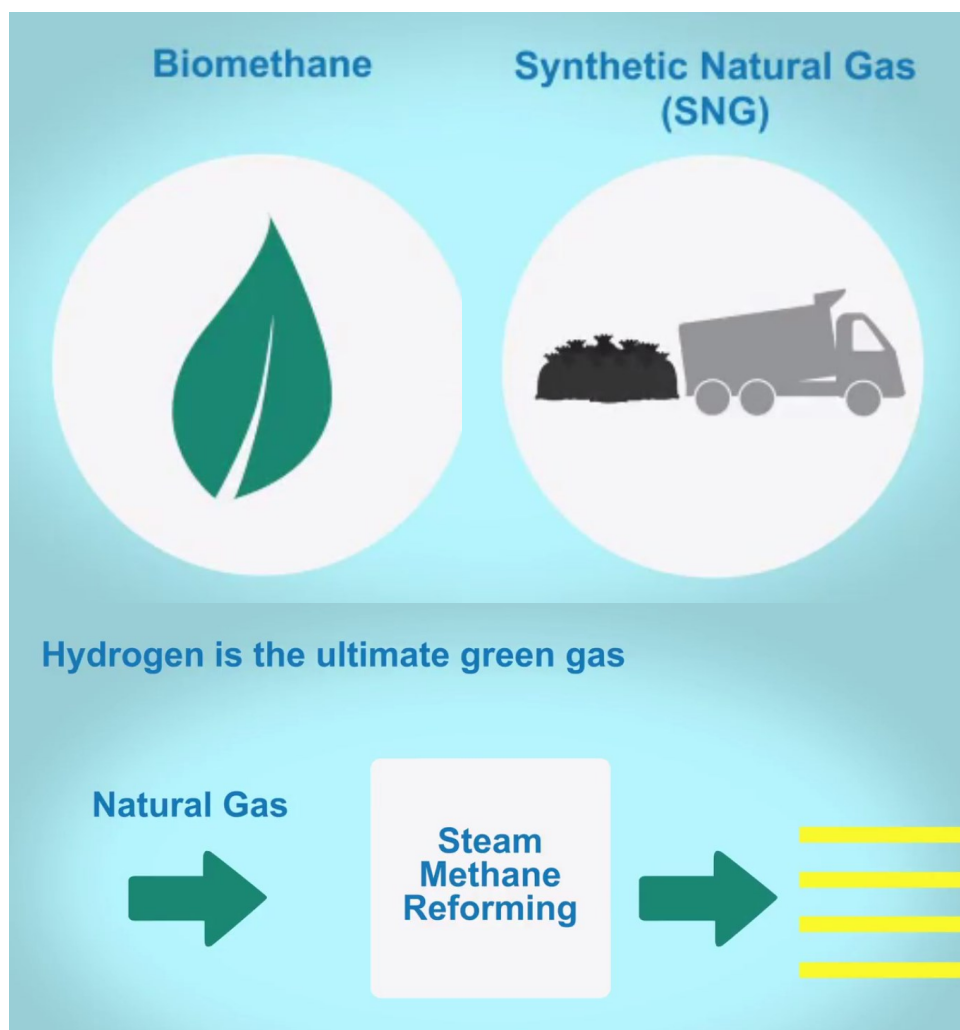 Biomethane
Synthetic Natural Gas
(SNG)
Hydrogen is the ultimate green gas
Natural Gas
Steam
Methane
Reforming